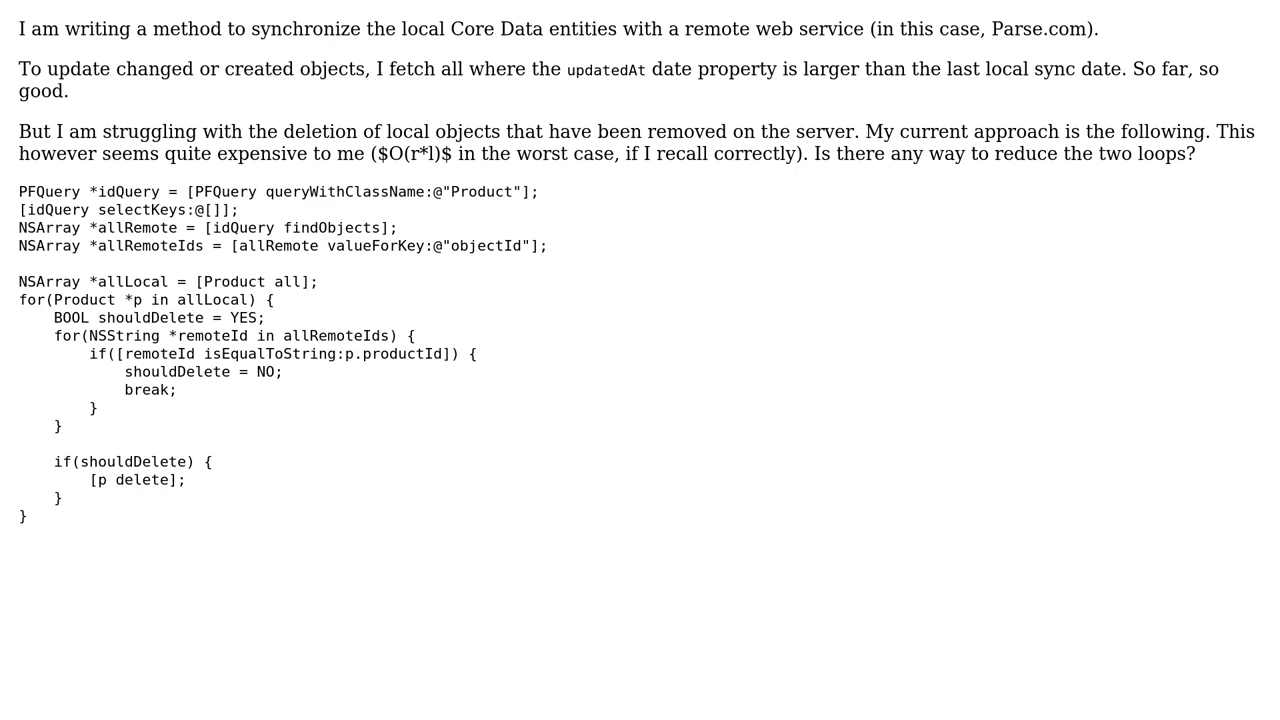 I am writing a method to synchronize the local Core Data entities with a remote web service (in this case, Parse.com).
To update changed or created objects, I fetch all where the updatedAt date property is larger than the last local sync date. So far, so
good.
But I am struggling with the deletion of local objects that have been removed on the server. My current approach is the following. This
however seems quite expensive to me ($O(r*l)$ in the worst case, if I recall correctly). Is there any way to reduce the two loops?
PFQuery *idQuery = [PFQuery queryWithClassName:@"Product"];
[idQuery selectKeys:@[]];
NSArray *allRemote = [idQuery findObjects];
NSArray *allRemoteIds = [allRemote valueForKey:@"objectId"];
NSArray *allLocal = [Product all];
for(Product *p in allLocal) {
    BOOL shouldDelete = YES;
    for(NSString *remoteId in allRemoteIds) {
        if([remoteId isEqualToString:p.productId]) {
            shouldDelete = NO;
            break;
        }
    }
    if(shouldDelete) {
        [p delete];
    }
}